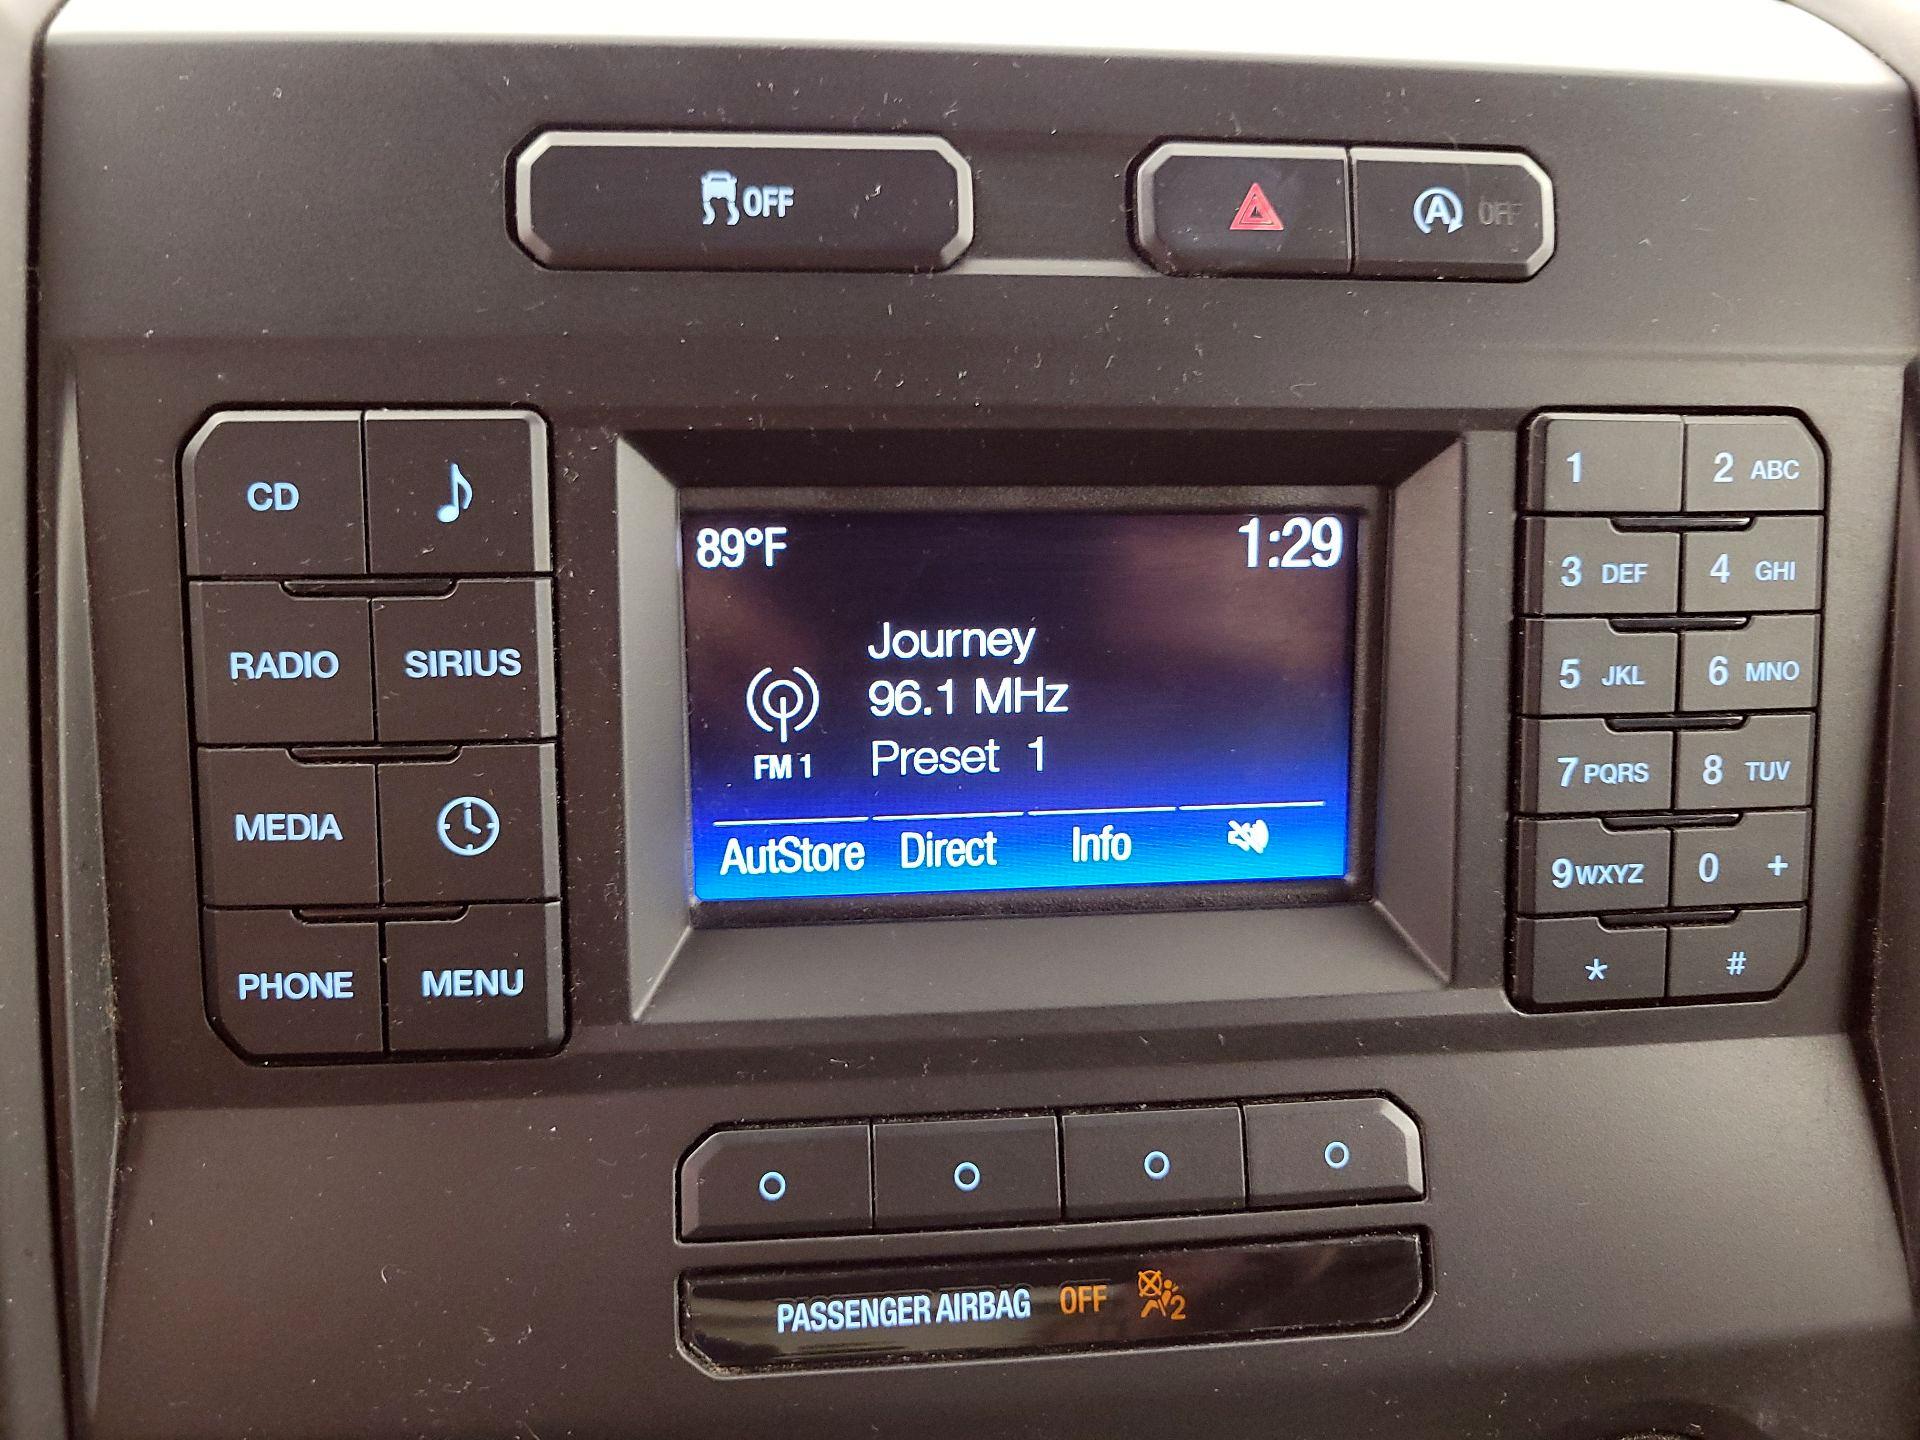 OFF
A OFF
CD
RADIO SIRIUS
MEDIA
PHONE MENU
89°F 1:29
Journey
96.1 MHz
FM 1 Preset 1
AutStore Direct Info
1 2 ABC
3 DEF 4 GHI
5 JKL 6 MNO
7 PQRS 8 TUV
9 WXYZ 0 +
* #
PASSENGER AIRBAG OFF 2